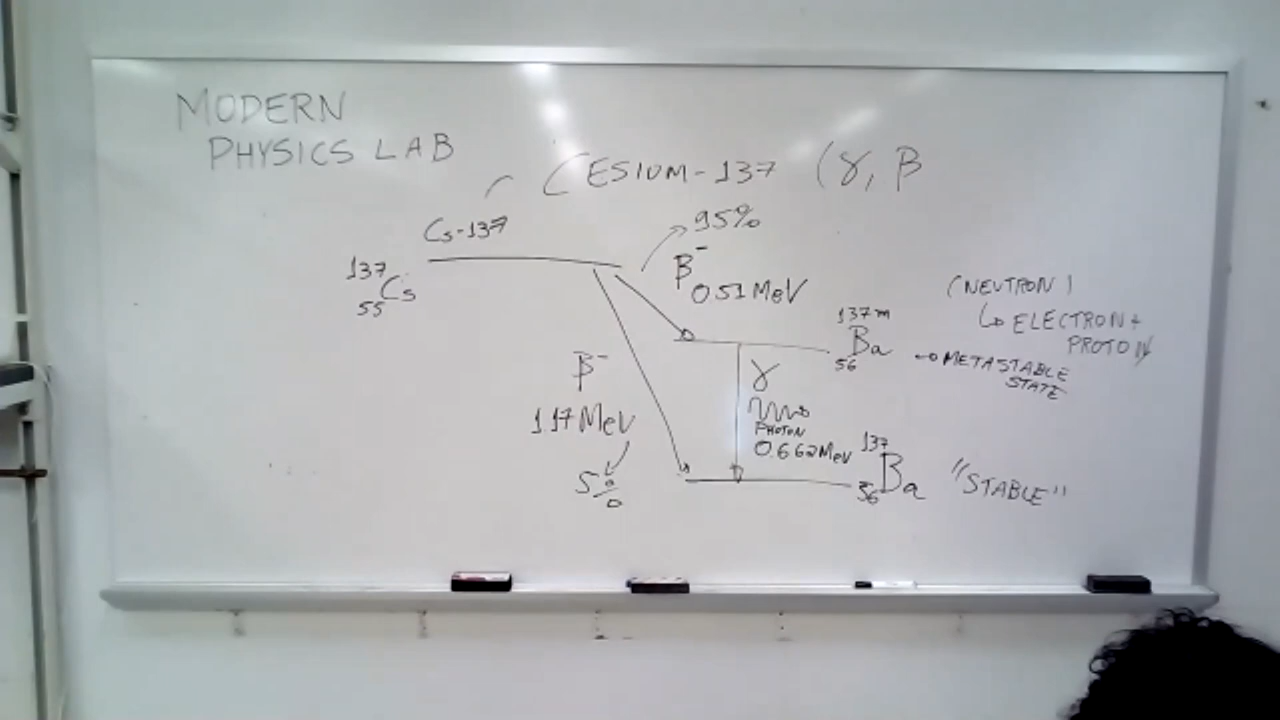 MODERN
PHYSICS LAB
CESIUM-137 (γ, β
Cs-137
95%
137
55 Cs
β⁻
0.51 MeV
(NEUTRON)
↳ ELECTRON +
PROTON
137m
56 Ba → METASTABLE
STATE
β⁻
1.17 MeV
5%
γ
PHOTON
0.662 MeV
137
56 Ba "STABLE"